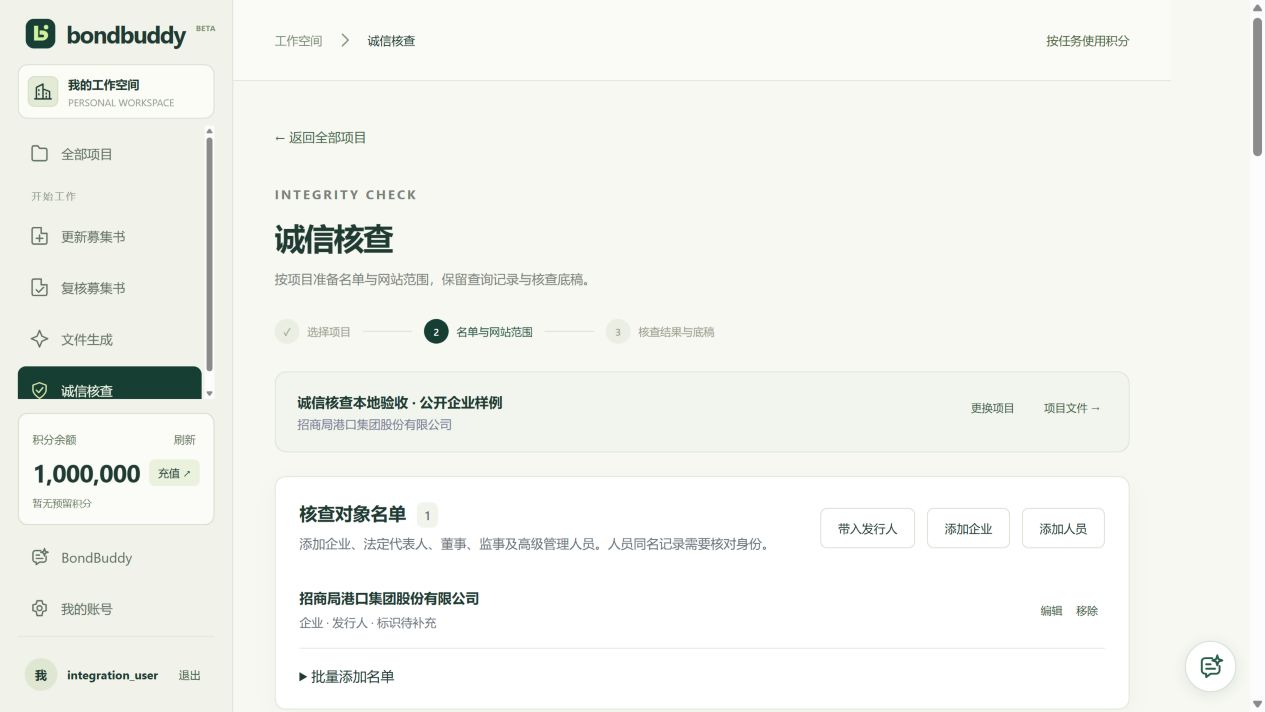 bondbuddy BETA
我的工作空间
PERSONAL WORKSPACE
全部项目
开始工作
更新募集书
复核募集书
文件生成
诚信核查
积分余额 刷新
1,000,000 充值 ↗
暂无预留积分
BondBuddy
我的账号
我 integration_user 退出
工作空间 > 诚信核查 按任务使用积分
← 返回全部项目
INTEGRITY CHECK
诚信核查
按项目准备名单与网站范围，保留查询记录与核查底稿。
✓ 选择项目 2 名单与网站范围 3 核查结果与底稿
诚信核查本地验收 · 公开企业样例
招商局港口集团股份有限公司
更换项目 项目文件 →
核查对象名单 1
添加企业、法定代表人、董事、监事及高级管理人员。人员同名记录需要核对身份。
带入发行人 添加企业 添加人员
招商局港口集团股份有限公司
企业 · 发行人 · 标识待补充
编辑 移除
▶ 批量添加名单